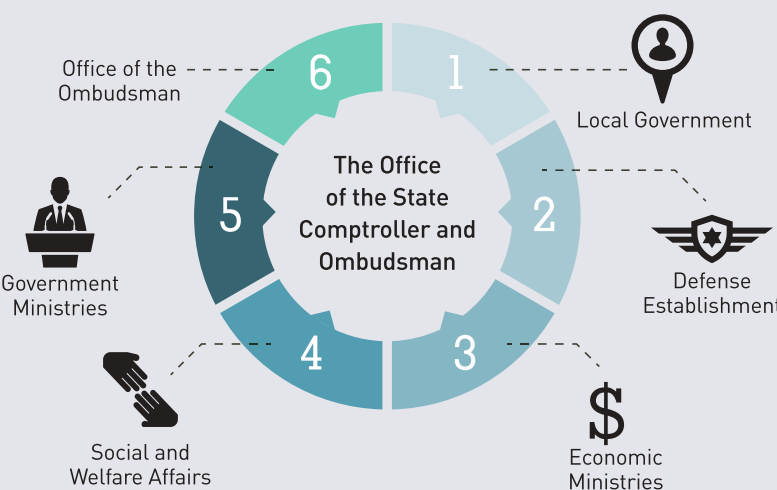 The Office
of the State
Comptroller and
Ombudsman
1
Local Government
2
Defense
Establishment
3
$
Economic
Ministries
4
Social and
Welfare Affairs
5
Government
Ministries
6
Office of the
Ombudsman